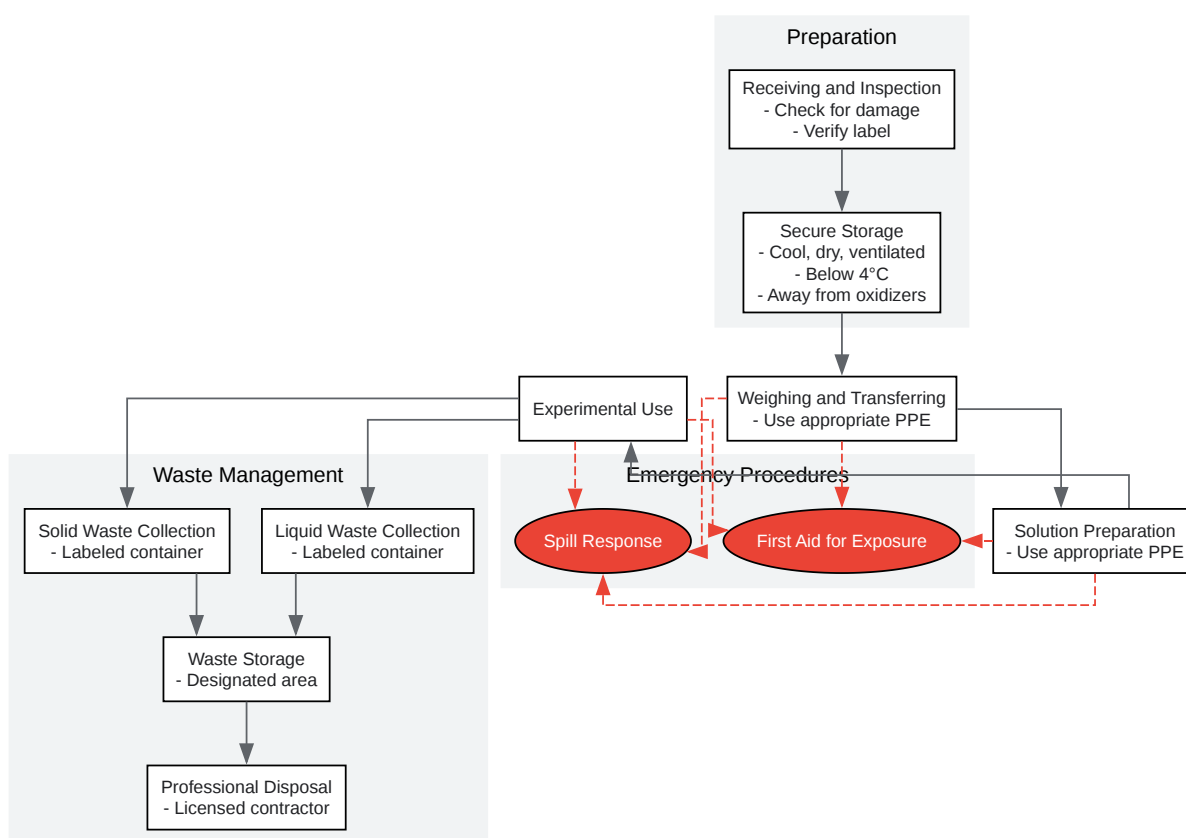 Preparation
Receiving and Inspection
- Check for damage
- Verify label
Secure Storage
- Cool, dry, ventilated
- Below 4°C
- Away from oxidizers
Experimental Use
Weighing and Transferring
- Use appropriate PPE
Waste Management
Emergency Procedures
Solid Waste Collection
- Labeled container
Liquid Waste Collection
- Labeled container
Spill Response
First Aid for Exposure
Solution Preparation
- Use appropriate PPE
Waste Storage
- Designated area
Professional Disposal
- Licensed contractor